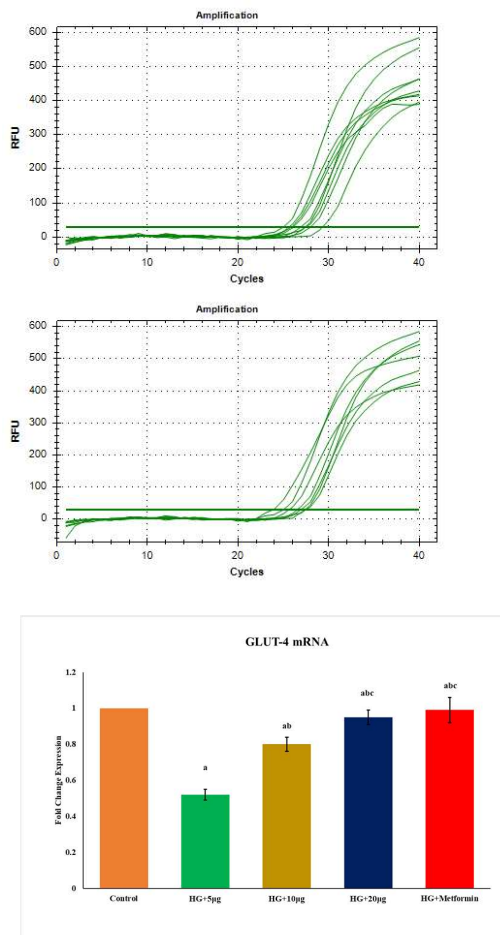 Amplification
600
500
400
300
200
100
0
RFU
0 10 20 30 40
Cycles
Amplification
600
500
400
300
200
100
0
RFU
0 10 20 30 40
Cycles
GLUT-4 mRNA
1.2
1
0.8
0.6
0.4
0.2
0
Fold Change Expression
a
ab
abc
abc
Control HG+5µg HG+10µg HG+20µg HG+Metformin